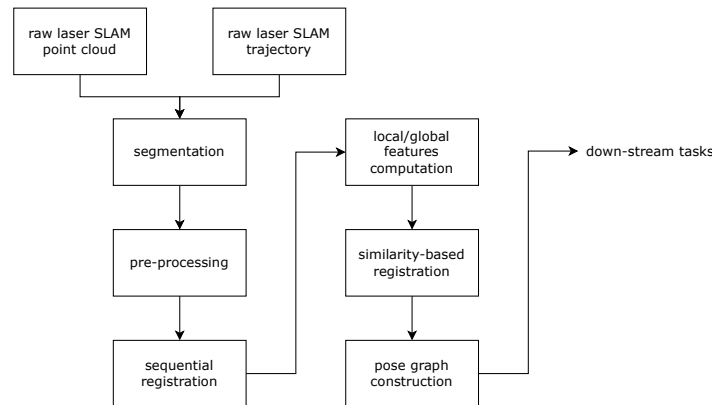 raw laser SLAM
point cloud
raw laser SLAM
trajectory
segmentation
pre-processing
sequential
registration
local/global
features
computation
similarity-based
registration
pose graph
construction
down-stream tasks